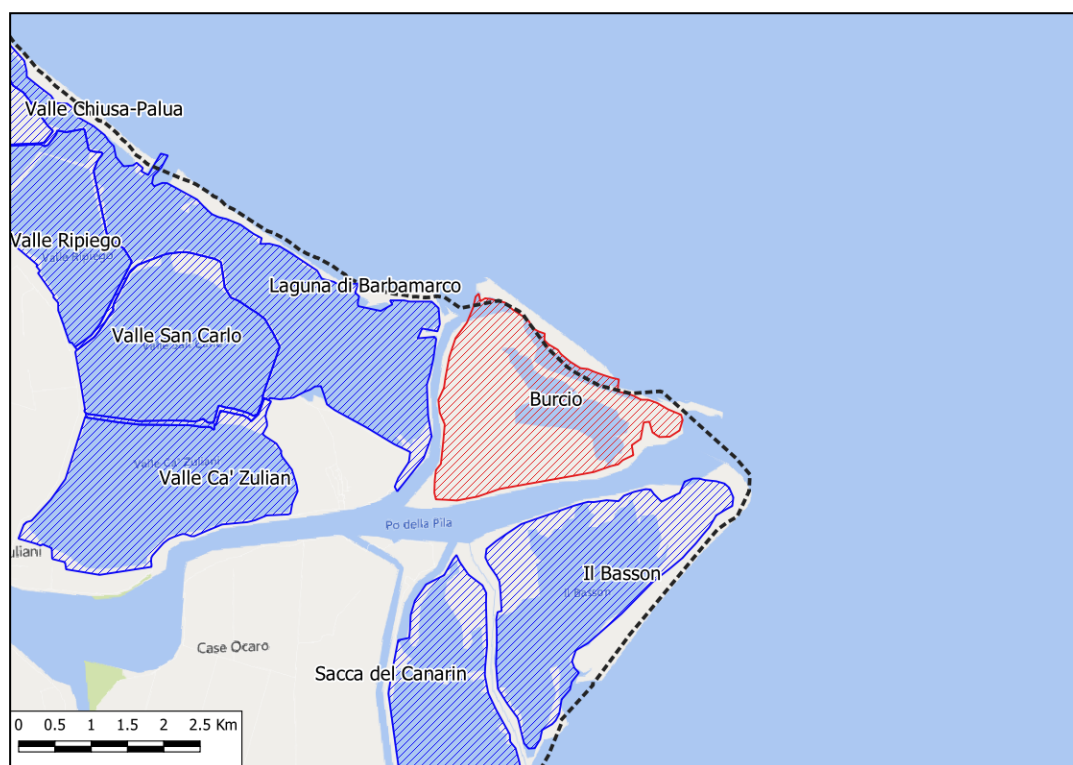 Valle Chiusa-Palua
Valle Ripiego
Valle Ripiego
Laguna di Barbamarco
Valle San Carlo
Burcio
Valle Ca' Zuliani
Valle Ca' Zulian
Po della Pila
uliani
Il Basson
Il Basson
Case Ocaro
Sacca del Canarin
0 0.5 1 1.5 2 2.5 Km